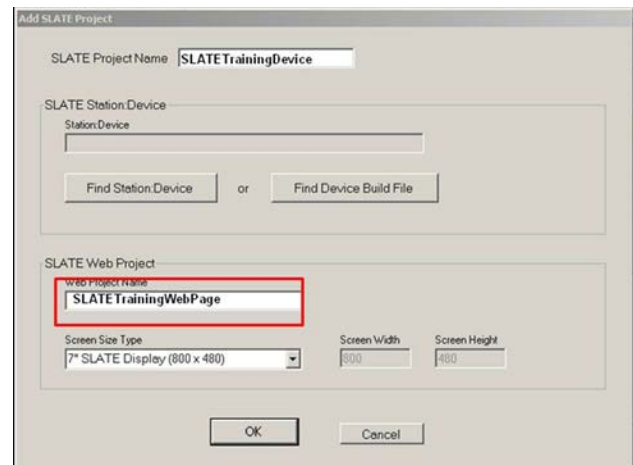 Add SLATE Project
SLATE Project Name SLATETrainingDevice
SLATE Station:Device
Station:Device
Find Station:Device or Find Device Build File
SLATE Web Project
Web Project Name
SLATETrainingWebPage
Screen Size Type Screen Width Screen Height
7" SLATE Display (800 x 480) 800 480
OK Cancel